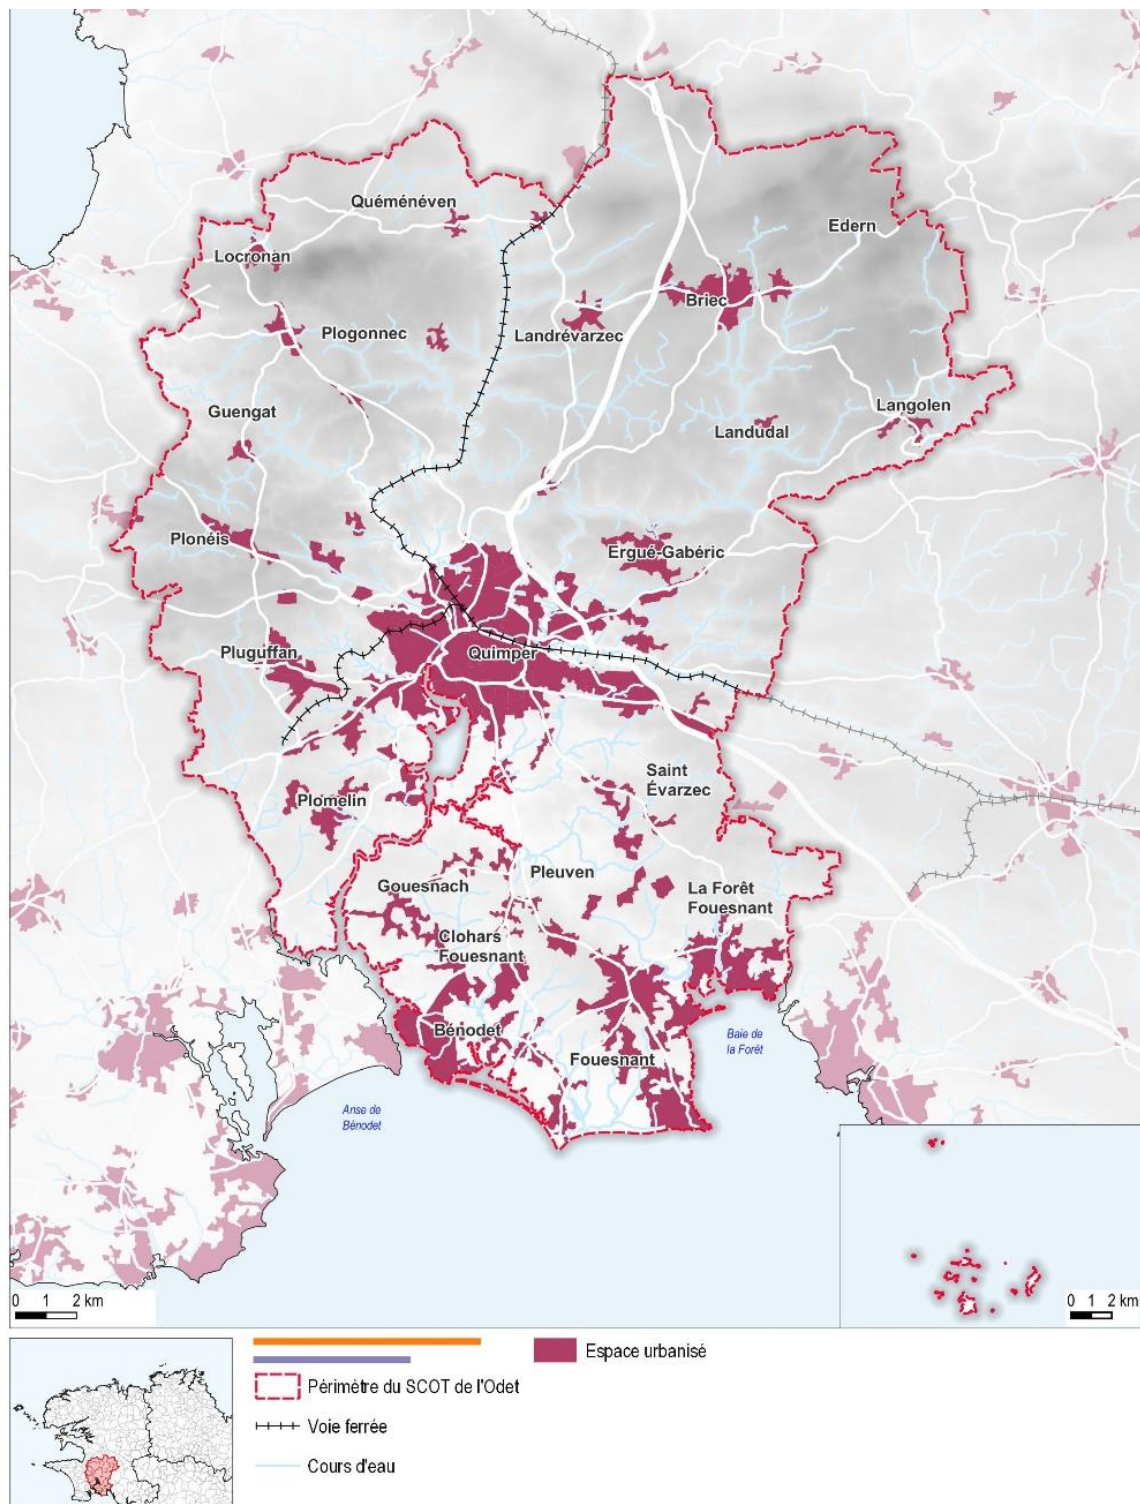 Quéménéven
Edern
Locronan
Briec
Plogonnec
Landrévarzec
Guengat
Langolen
Landudal
Plonéis
Ergué-Gabéric
Pluguffan
Quimper
Saint
Évarzec
Plomelin
Pleuven
Gouesnach
La Forêt
Fouesnant
Clohars
Fouesnant
Bénodet
Baie de
la Forêt
Fouesnant
Anse de
Bénodet
0 1 2 km
0 1 2 km
Espace urbanisé
Périmètre du SCOT de l'Odet
Voie ferrée
Cours d'eau